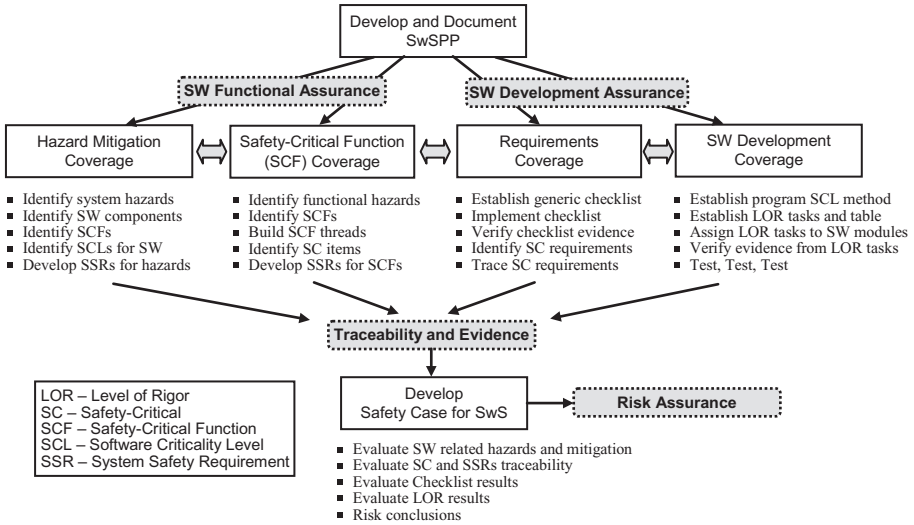 Develop and Document
SwSPP
SW Functional Assurance
SW Development Assurance
Hazard Mitigation
Coverage
Safety-Critical Function
(SCF) Coverage
Requirements
Coverage
SW Development
Coverage
▪ Identify system hazards
▪ Identify SW components
▪ Identify SCFs
▪ Identify SCLs for SW
▪ Develop SSRs for hazards
▪ Identify functional hazards
▪ Identify SCFs
▪ Build SCF threads
▪ Identify SC items
▪ Develop SSRs for SCFs
▪ Establish generic checklist
▪ Implement checklist
▪ Verify checklist evidence
▪ Identify SC requirements
▪ Trace SC requirements
▪ Establish program SCL method
▪ Establish LOR tasks and table
▪ Assign LOR tasks to SW modules
▪ Verify evidence from LOR tasks
▪ Test, Test, Test
Traceability and Evidence
LOR – Level of Rigor
SC – Safety-Critical
SCF – Safety-Critical Function
SCL – Software Criticality Level
SSR – System Safety Requirement
Develop
Safety Case for SwS
Risk Assurance
▪ Evaluate SW related hazards and mitigation
▪ Evaluate SC and SSRs traceability
▪ Evaluate Checklist results
▪ Evaluate LOR results
▪ Risk conclusions